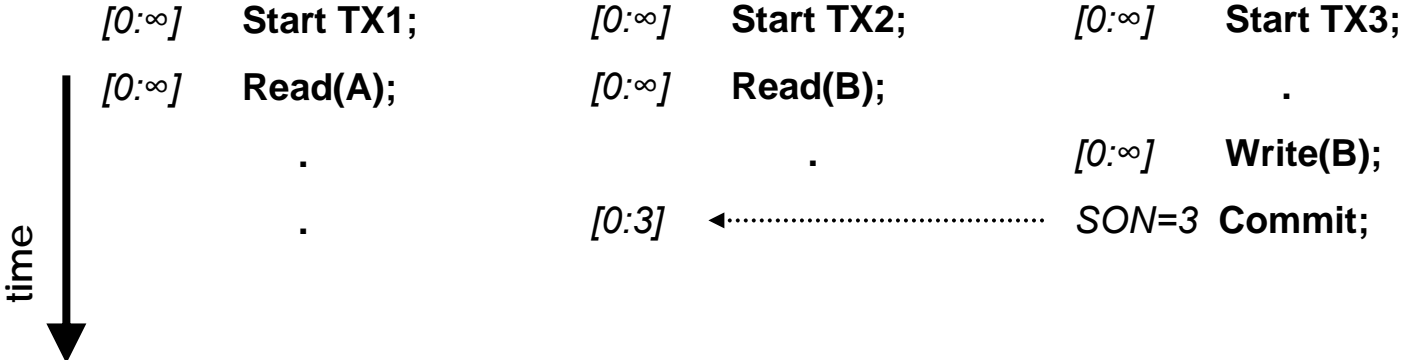 [0:∞] Start TX1; [0:∞] Start TX2; [0:∞] Start TX3;
[0:∞] Read(A); [0:∞] Read(B); .
. . [0:∞] Write(B);
. [0:3] SON=3 Commit;
time